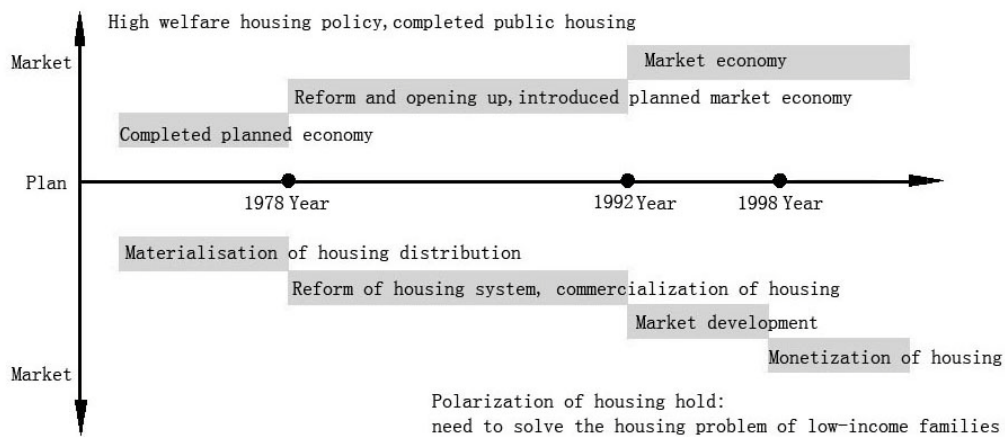 High welfare housing policy,completed public housing
Market
Market economy
Reform and opening up,introduced planned market economy
Completed planned economy
Plan
1978 Year
1992 Year
1998 Year
Materialisation of housing distribution
Reform of housing system, commercialization of housing
Market development
Monetization of housing
Market
Polarization of housing hold:
need to solve the housing problem of low-income families